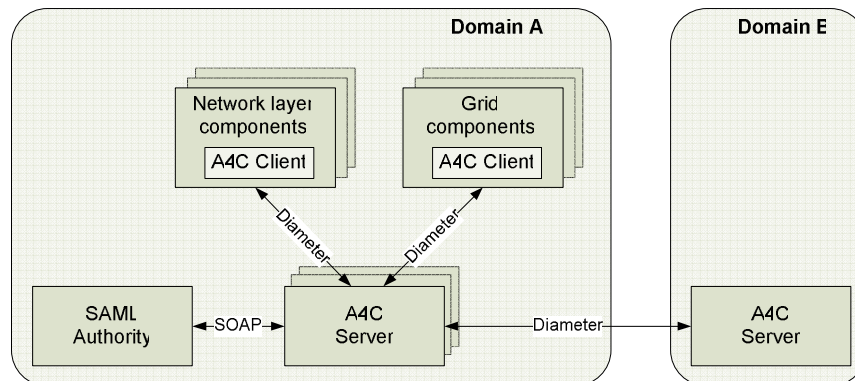 Domain A
Domain B
Network layer
components
A4C Client
Grid
components
A4C Client
Diameter
Diameter
SAML
Authority
SOAP
A4C
Server
Diameter
A4C
Server